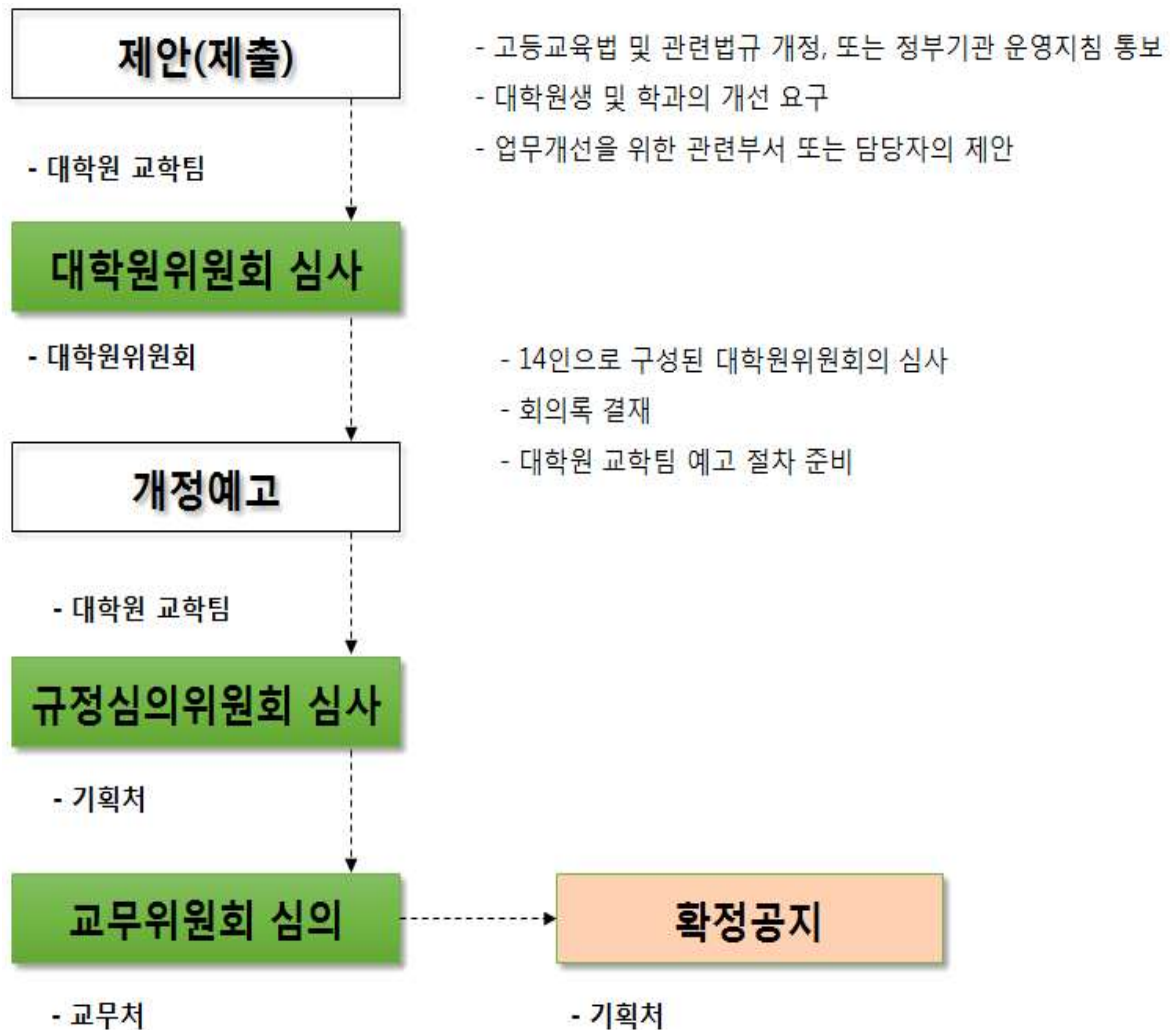 제안(제출)
- 고등교육법 및 관련법규 개정, 또는 정부기관 운영지침 통보
- 대학원생 및 학과의 개선 요구
- 업무개선을 위한 관련부서 또는 담당자의 제안
- 대학원 교학팀
대학원위원회 심사
- 대학원위원회
- 14인으로 구성된 대학원위원회의 심사
- 회의록 결재
- 대학원 교학팀 예고 절차 준비
개정예고
- 대학원 교학팀
규정심의위원회 심사
- 기획처
교무위원회 심의
확정공지
- 교무처
- 기획처